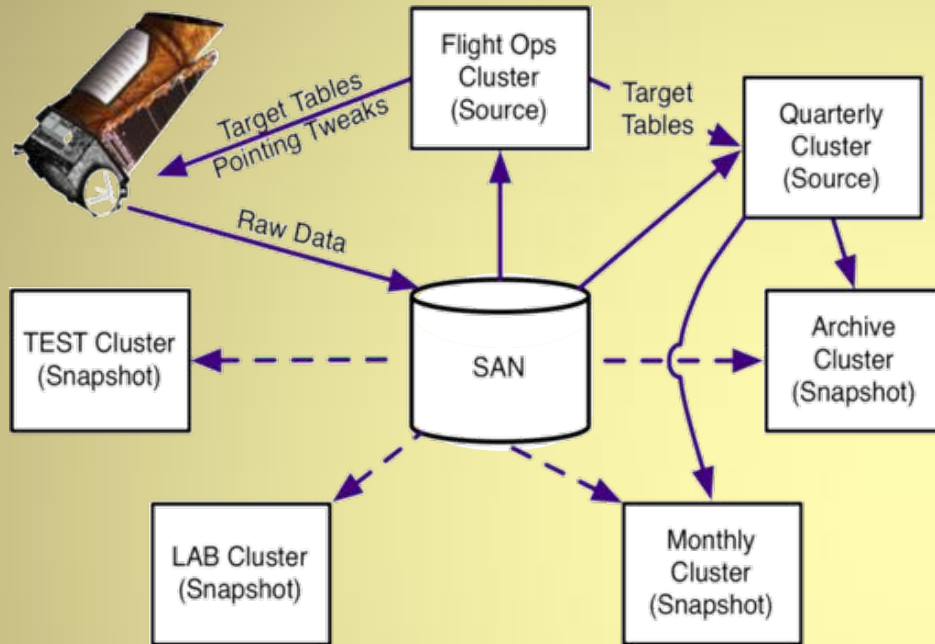 Flight Ops
Cluster
(Source)
Target Tables
Pointing Tweaks
Target
Tables
Quarterly
Cluster
(Source)
Raw Data
TEST Cluster
(Snapshot)
SAN
Archive
Cluster
(Snapshot)
LAB Cluster
(Snapshot)
Monthly
Cluster
(Snapshot)